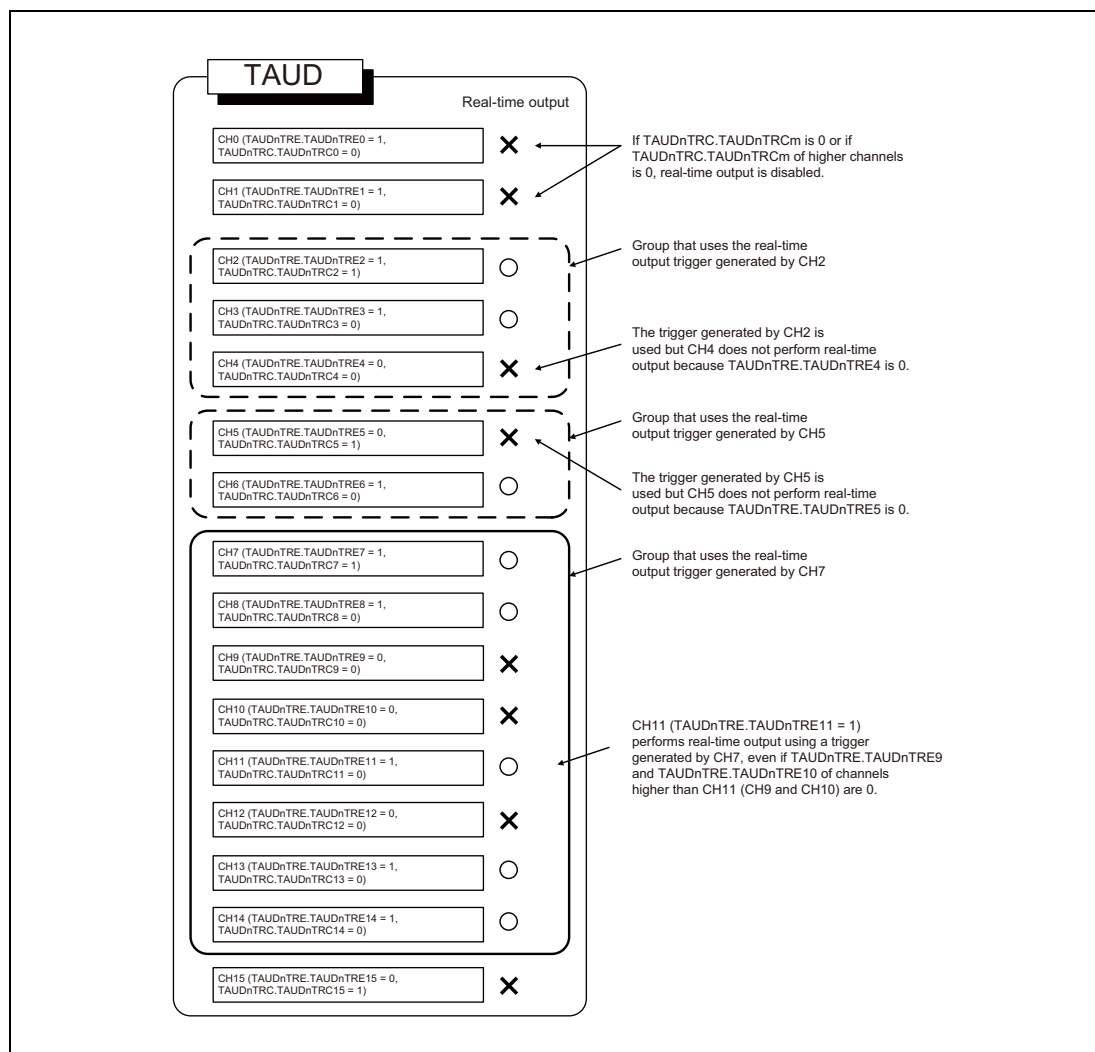 TAUD
Real-time output
CH0 (TAUDnTRE.TAUDnTRE0 = 1,
TAUDnTRC.TAUDnTRC0 = 0)
If TAUDnTRC.TAUDnTRCm is 0 or if
TAUDnTRC.TAUDnTRCm of higher channels
is 0, real-time output is disabled.
CH1 (TAUDnTRE.TAUDnTRE1 = 1,
TAUDnTRC.TAUDnTRC1 = 0)
Group that uses the real-time
output trigger generated by CH2
CH2 (TAUDnTRE.TAUDnTRE2 = 1,
TAUDnTRC.TAUDnTRC2 = 1)
CH3 (TAUDnTRE.TAUDnTRE3 = 1,
TAUDnTRC.TAUDnTRC3 = 0)
The trigger generated by CH2 is
used but CH4 does not perform real-time
output because TAUDnTRE.TAUDnTRE4 is 0.
CH4 (TAUDnTRE.TAUDnTRE4 = 0,
TAUDnTRC.TAUDnTRC4 = 0)
Group that uses the real-time
output trigger generated by CH5
CH5 (TAUDnTRE.TAUDnTRE5 = 0,
TAUDnTRC.TAUDnTRC5 = 1)
The trigger generated by CH5 is
used but CH5 does not perform real-time
output because TAUDnTRE.TAUDnTRE5 is 0.
CH6 (TAUDnTRE.TAUDnTRE6 = 1,
TAUDnTRC.TAUDnTRC6 = 0)
Group that uses the real-time
output trigger generated by CH7
CH7 (TAUDnTRE.TAUDnTRE7 = 1,
TAUDnTRC.TAUDnTRC7 = 1)
CH8 (TAUDnTRE.TAUDnTRE8 = 1,
TAUDnTRC.TAUDnTRC8 = 0)
CH9 (TAUDnTRE.TAUDnTRE9 = 0,
TAUDnTRC.TAUDnTRC9 = 0)
CH10 (TAUDnTRE.TAUDnTRE10 = 0,
TAUDnTRC.TAUDnTRC10 = 0)
CH11 (TAUDnTRE.TAUDnTRE11 = 1)
performs real-time output using a trigger
generated by CH7, even if TAUDnTRE.TAUDnTRE9
and TAUDnTRE.TAUDnTRE10 of channels
higher than CH11 (CH9 and CH10) are 0.
CH11 (TAUDnTRE.TAUDnTRE11 = 1,
TAUDnTRC.TAUDnTRC11 = 0)
CH12 (TAUDnTRE.TAUDnTRE12 = 0,
TAUDnTRC.TAUDnTRC12 = 0)
CH13 (TAUDnTRE.TAUDnTRE13 = 1,
TAUDnTRC.TAUDnTRC13 = 0)
CH14 (TAUDnTRE.TAUDnTRE14 = 1,
TAUDnTRC.TAUDnTRC14 = 0)
CH15 (TAUDnTRE.TAUDnTRE15 = 0,
TAUDnTRC.TAUDnTRC15 = 1)